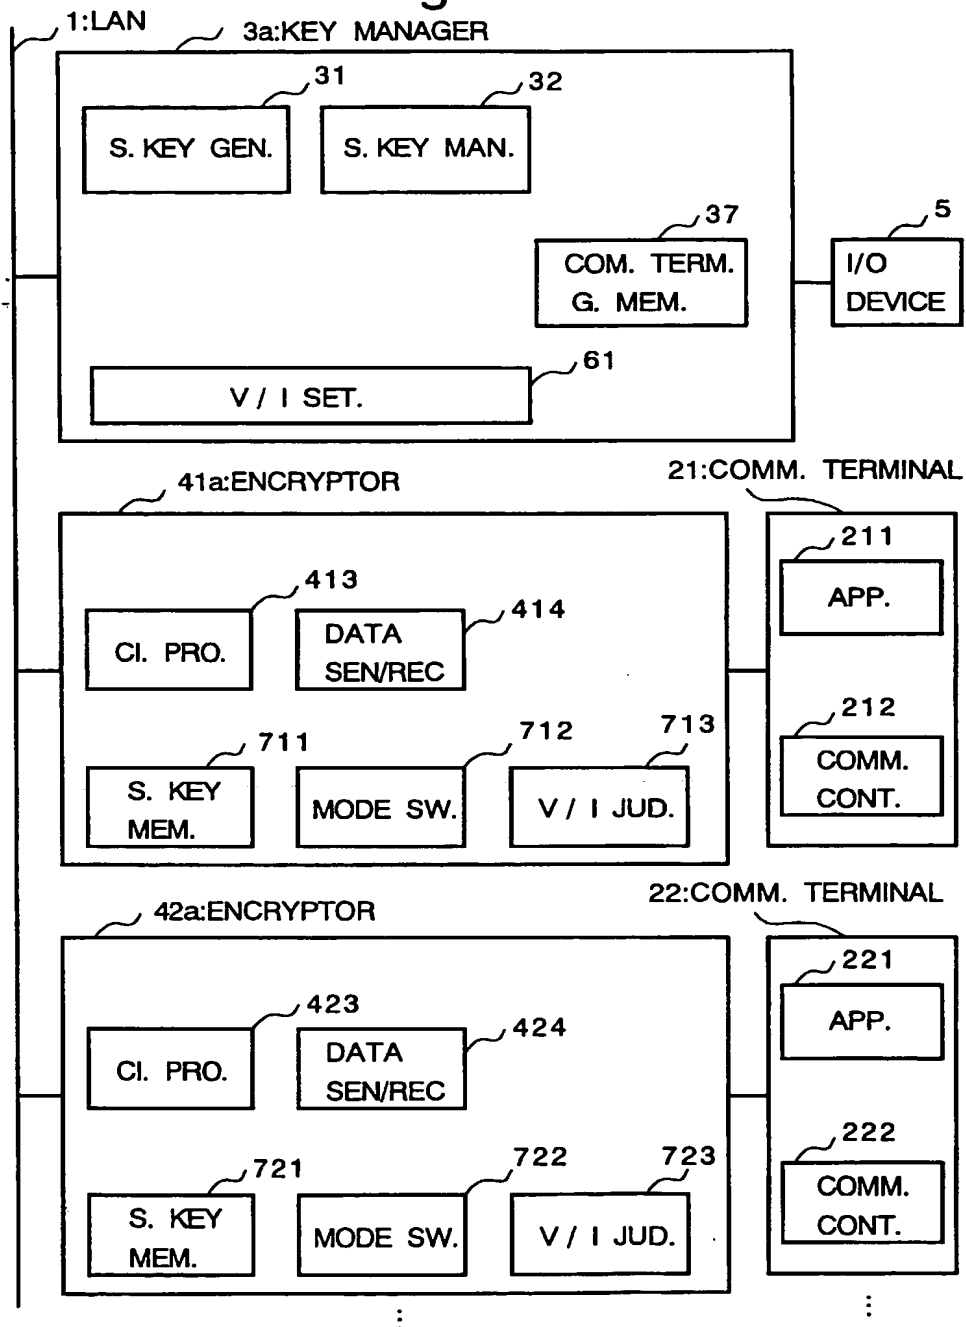 1:LAN
3a:KEY MANAGER
31
32
S. KEY GEN.
S. KEY MAN.
37
5
COM. TERM.
G. MEM.
I/O
DEVICE
61
V / I SET.
41a:ENCRYPTOR
21:COMM. TERMINAL
413
414
211
CI. PRO.
DATA
SEN/REC
APP.
711
712
713
212
S. KEY
MEM.
MODE SW.
V / I JUD.
COMM.
CONT.
42a:ENCRYPTOR
22:COMM. TERMINAL
423
424
221
CI. PRO.
DATA
SEN/REC
APP.
721
722
723
222
S. KEY
MEM.
MODE SW.
V / I JUD.
COMM.
CONT.